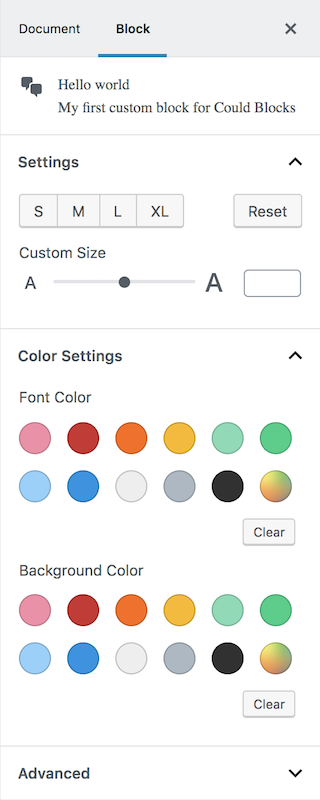 Document Block
Hello world
My first custom block for Could Blocks
Settings
S M L XL Reset
Custom Size
A A
Color Settings
Font Color
Clear
Background Color
Clear
Advanced